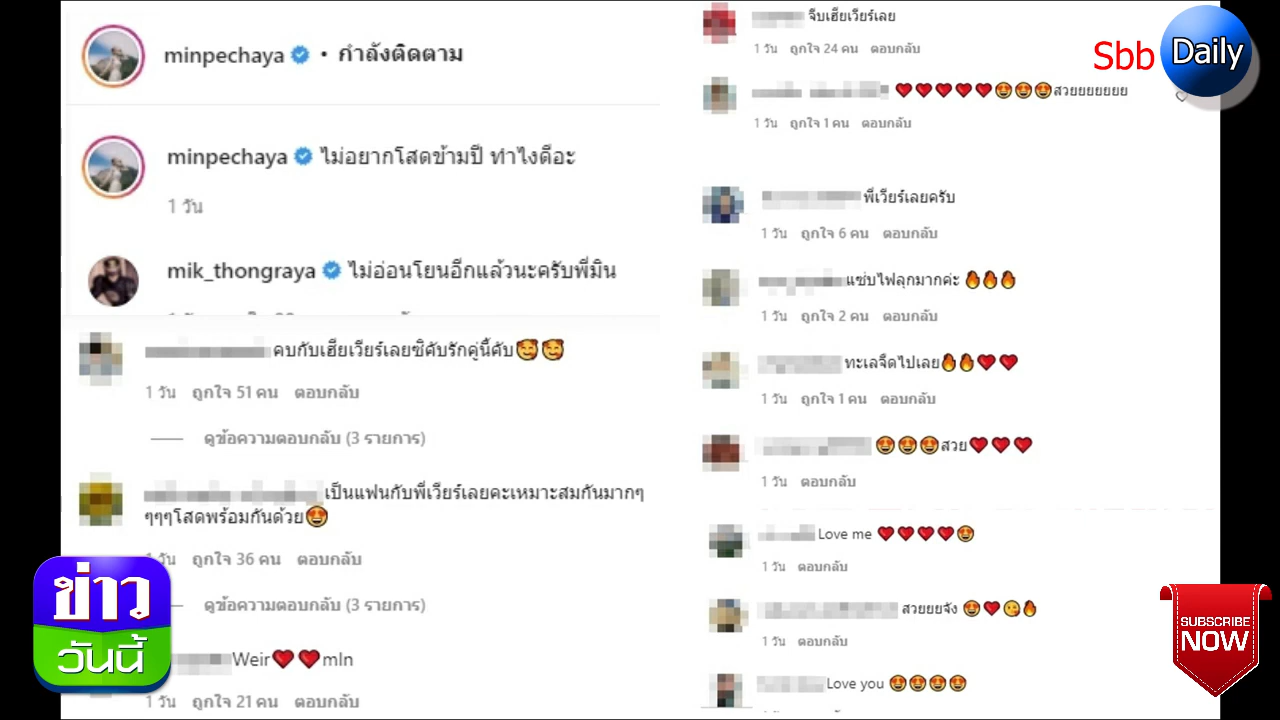 minpechaya • กำลังติดตาม
minpechaya ไม่อยากโสดข้ามปี ทำไงดีอะ
1 วัน
mik_thongraya ไม่อ่อนโยนอีกแล้วนะครับพี่มิน
คบกับเฮียเวียร์เลยซิคับรักคู่นี้คับ🥰🥰
1 วัน ถูกใจ 51 คน ตอบกลับ
ดูข้อความตอบกลับ (3 รายการ)
เป็นแฟนกับพี่เวียร์เลยคะเหมาะสมกันมากๆ
ๆๆๆโสดพร้อมกันด้วย😍
1 วัน ถูกใจ 36 คน ตอบกลับ
ดูข้อความตอบกลับ (3 รายการ)
Weir❤️❤️mln
1 วัน ถูกใจ 21 คน ตอบกลับ
ข่าว
วันนี้
จีบเฮียเวียร์เลย
1 วัน ถูกใจ 24 คน ตอบกลับ
❤️❤️❤️❤️❤️😍😍😍สวยยยยยยย
1 วัน ถูกใจ 1 คน ตอบกลับ
พี่เวียร์เลยครับ
1 วัน ถูกใจ 6 คน ตอบกลับ
แซ่บไฟลุกมากค่ะ 🔥🔥🔥
1 วัน ถูกใจ 2 คน ตอบกลับ
ทะเลจื๊ดไปเลย🔥🔥❤️❤️
1 วัน ถูกใจ 1 คน ตอบกลับ
😍😍😍สวย❤️❤️❤️
1 วัน ตอบกลับ
Love me ❤️❤️❤️❤️😍
1 วัน ตอบกลับ
สวยยยจัง 😍❤️😘🔥
1 วัน ตอบกลับ
Love you 😍😍😍😍
Sbb Daily
SUBSCRIBE
NOW